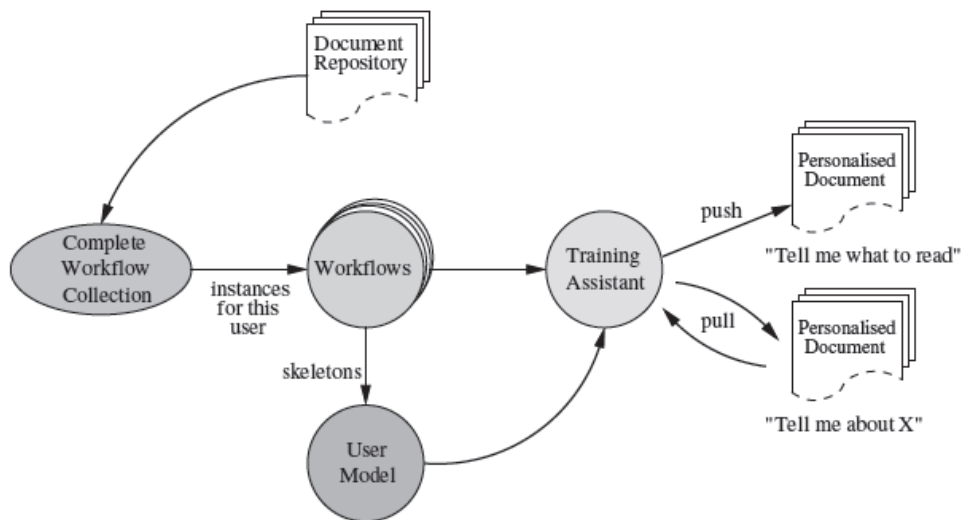 Document
Repository
Complete
Workflow
Collection
instances
for this
user
Workflows
skeletons
User
Model
Training
Assistant
push
Personalised
Document
"Tell me what to read"
pull
Personalised
Document
"Tell me about X"